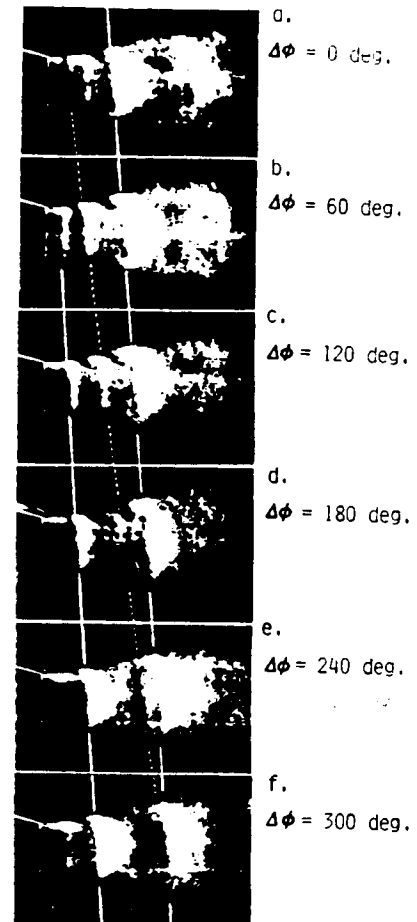 a.
Δϕ = 0 deg.
b.
Δϕ = 60 deg.
c.
Δϕ = 120 deg.
d.
Δϕ = 180 deg.
e.
Δϕ = 240 deg.
f.
Δϕ = 300 deg.